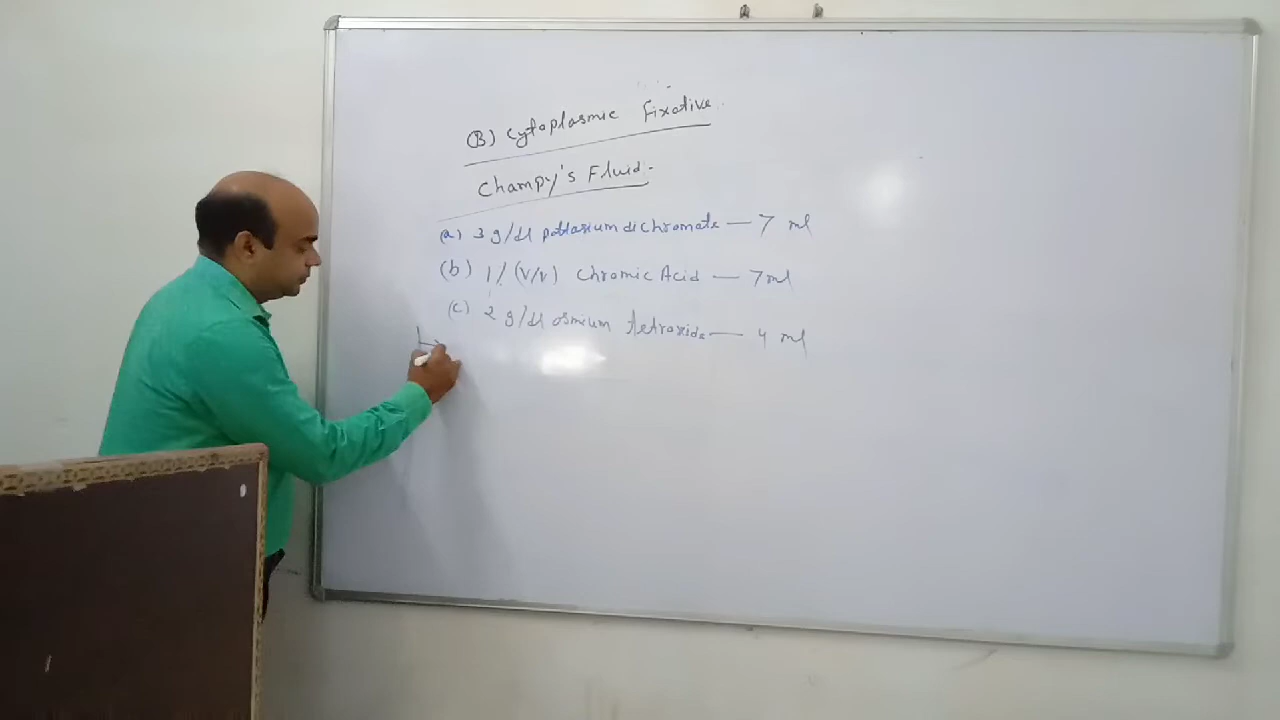 (B) Cytoplasmic Fixative
Champy's Fluid.
(a) 3 g/dl potassium dichromate — 7 ml
(b) 1% (v/v) Chromic Acid — 7 ml
(c) 2 g/dl osmium tetroxide — 4 ml